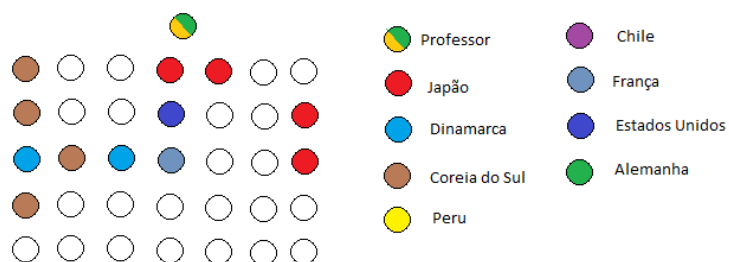 Professor
Japão
Dinamarca
Coreia do Sul
Peru
Chile
França
Estados Unidos
Alemanha